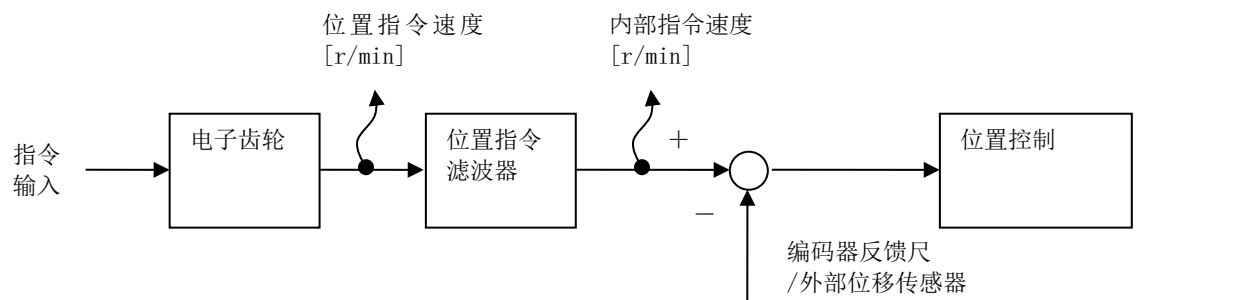 位置指令速度
[r/min]
内部指令速度
[r/min]
指令
输入
电子齿轮
位置指令
滤波器
＋
－
位置控制
编码器反馈尺
/外部位移传感器